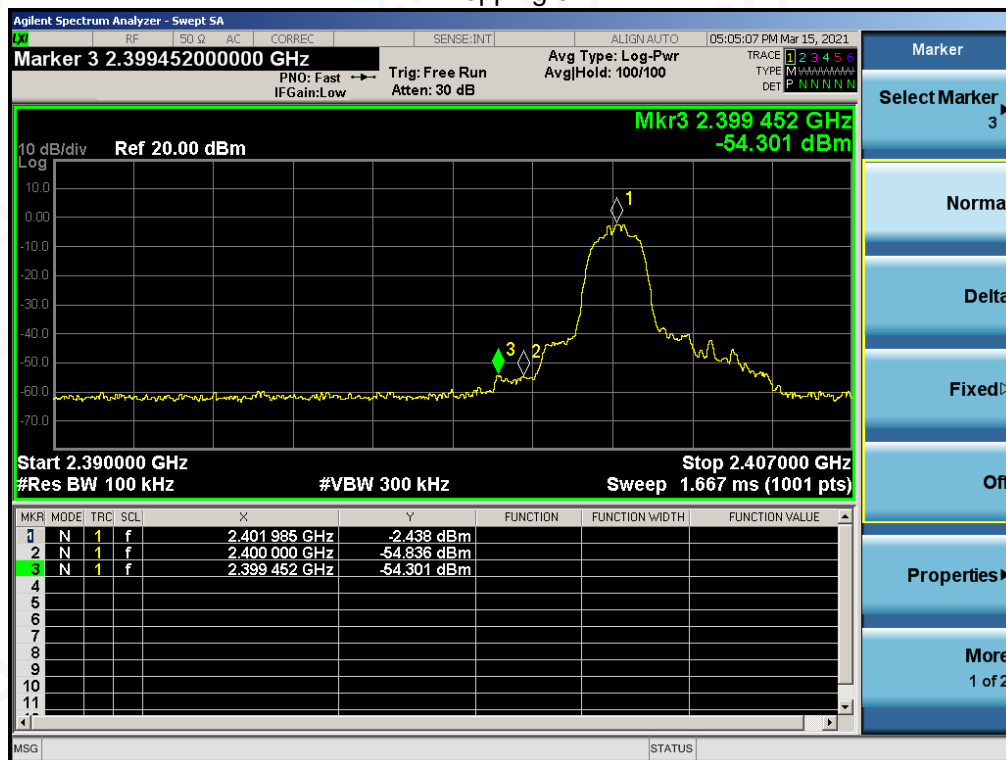 Agilent Spectrum Analyzer - Swept SA
LXI RF 50 Ω AC CORREC SENSE:INT ALIGNAUTO 05:05:07 PM Mar 15, 2021
Marker 3 2.399452000000 GHz
PNO: Fast
IFGain:Low
Trig: Free Run
Atten: 30 dB
Avg Type: Log-Pwr
Avg|Hold: 100/100
TRACE 1 2 3 4 5 6
TYPE M
DET P N N N N N
Mkr3 2.399 452 GHz
-54.301 dBm
10 dB/div Ref 20.00 dBm
Log
10.0
0.00
-10.0
-20.0
-30.0
-40.0
-50.0
-60.0
-70.0
1
3 2
Start 2.390000 GHz Stop 2.407000 GHz
#Res BW 100 kHz #VBW 300 kHz Sweep 1.667 ms (1001 pts)
MKR MODE TRC SCL X Y FUNCTION FUNCTION WIDTH FUNCTION VALUE
1 N 1 f 2.401 985 GHz -2.438 dBm
2 N 1 f 2.400 000 GHz -54.836 dBm
3 N 1 f 2.399 452 GHz -54.301 dBm
4
5
6
7
8
9
10
11
MSG STATUS
Marker
Select Marker
3
Norma
Delta
Fixed
Off
Properties
More
1 of 2